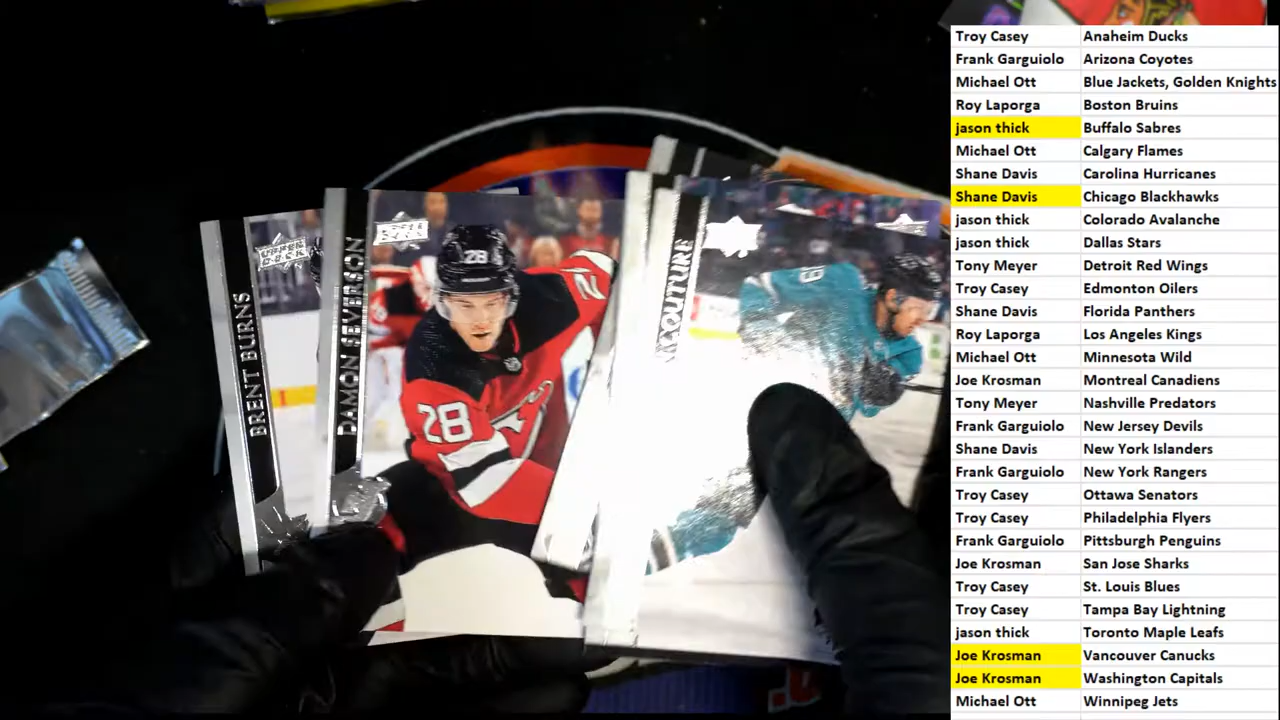 BRENT BURNS
UPPER DECK
DAMON SEVERSON
28
28
Troy Casey Anaheim Ducks
Frank Garguiolo Arizona Coyotes
Michael Ott Blue Jackets, Golden Knights
Roy Laporga Boston Bruins
jason thick Buffalo Sabres
Michael Ott Calgary Flames
Shane Davis Carolina Hurricanes
Shane Davis Chicago Blackhawks
jason thick Colorado Avalanche
jason thick Dallas Stars
Tony Meyer Detroit Red Wings
Troy Casey Edmonton Oilers
Shane Davis Florida Panthers
Roy Laporga Los Angeles Kings
Michael Ott Minnesota Wild
Joe Krosman Montreal Canadiens
Tony Meyer Nashville Predators
Frank Garguiolo New Jersey Devils
Shane Davis New York Islanders
Frank Garguiolo New York Rangers
Troy Casey Ottawa Senators
Troy Casey Philadelphia Flyers
Frank Garguiolo Pittsburgh Penguins
Joe Krosman San Jose Sharks
Troy Casey St. Louis Blues
Troy Casey Tampa Bay Lightning
jason thick Toronto Maple Leafs
Joe Krosman Vancouver Canucks
Joe Krosman Washington Capitals
Michael Ott Winnipeg Jets